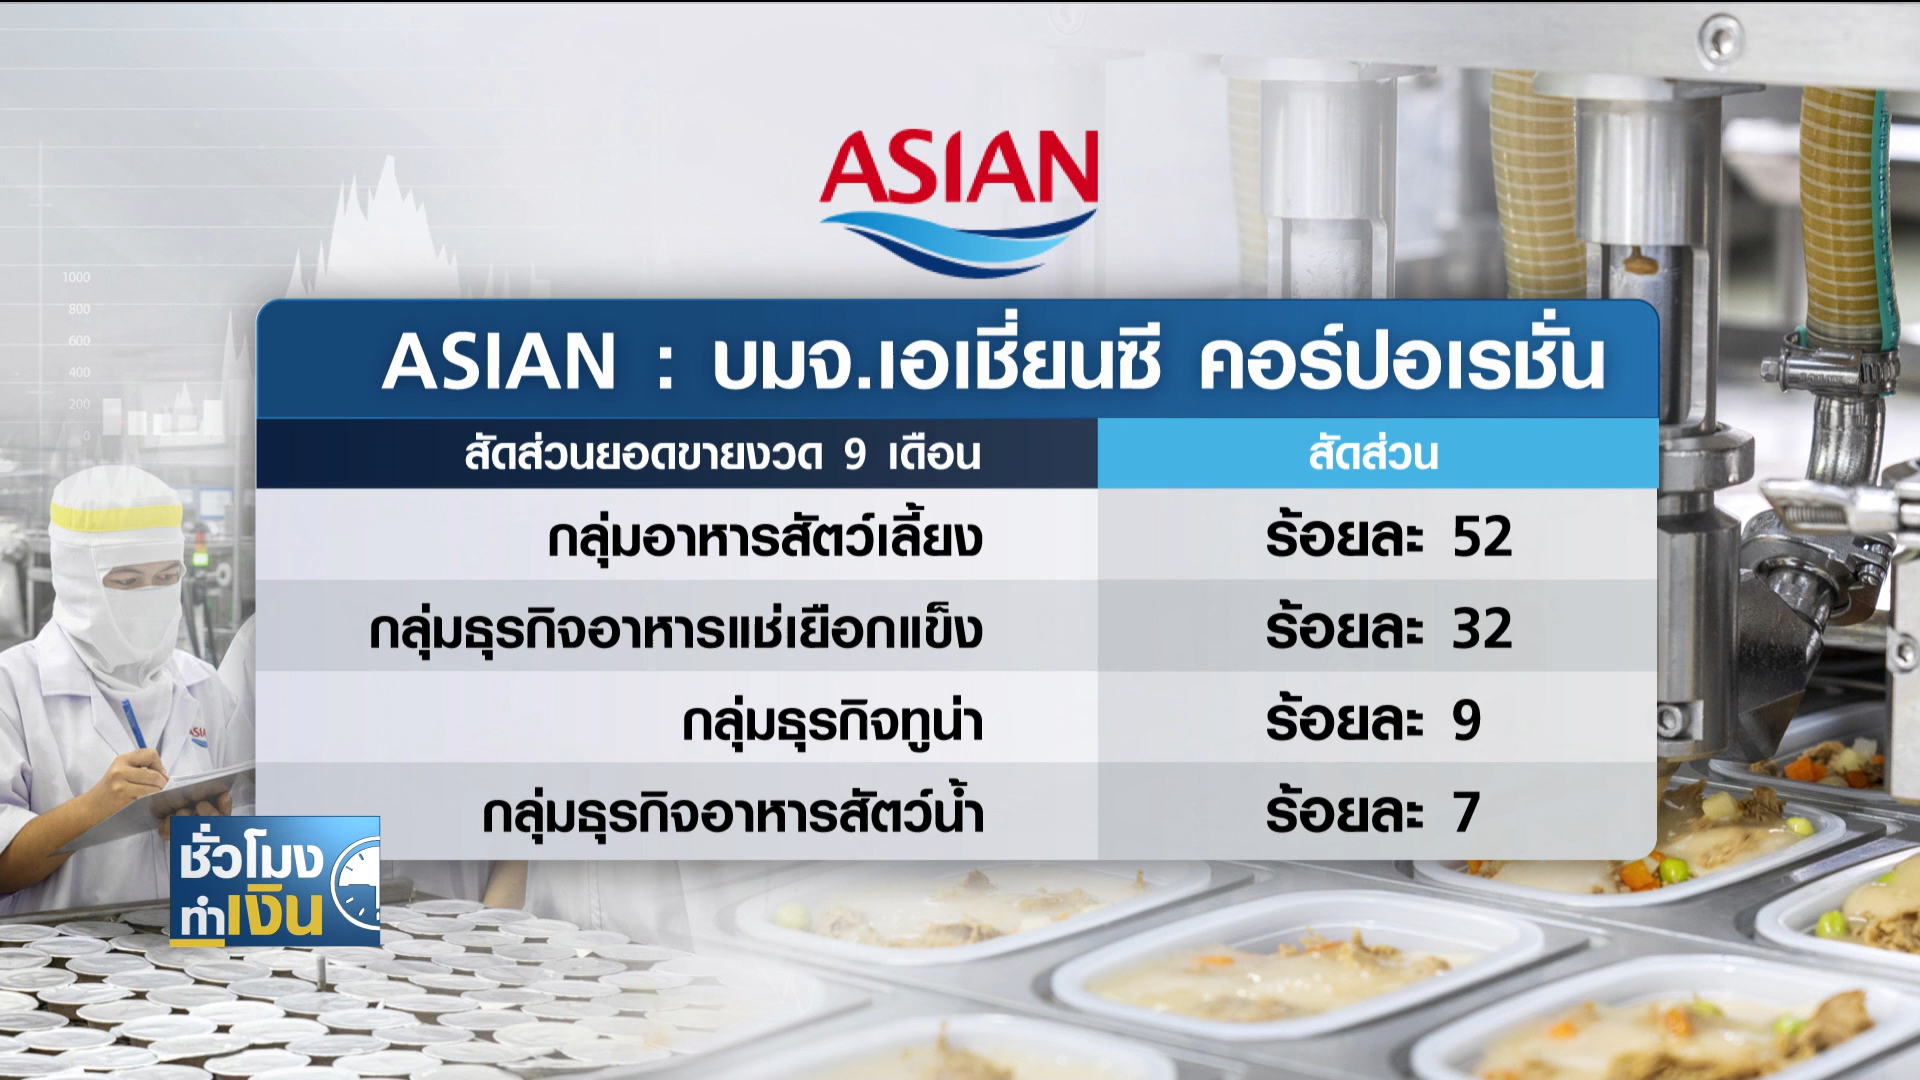 ASIAN
ASIAN : บมจ.เอเชี่ยนซี คอร์ปอเรชั่น
สัดส่วนยอดขายงวด 9 เดือน สัดส่วน
กลุ่มอาหารสัตว์เลี้ยง ร้อยละ 52
กลุ่มธุรกิจอาหารแช่เยือกแข็ง ร้อยละ 32
กลุ่มธุรกิจทูน่า ร้อยละ 9
กลุ่มธุรกิจอาหารสัตว์น้ำ ร้อยละ 7
1000
800
600
400
200
0
ASIA
ชั่วโมง
ทำเงิน